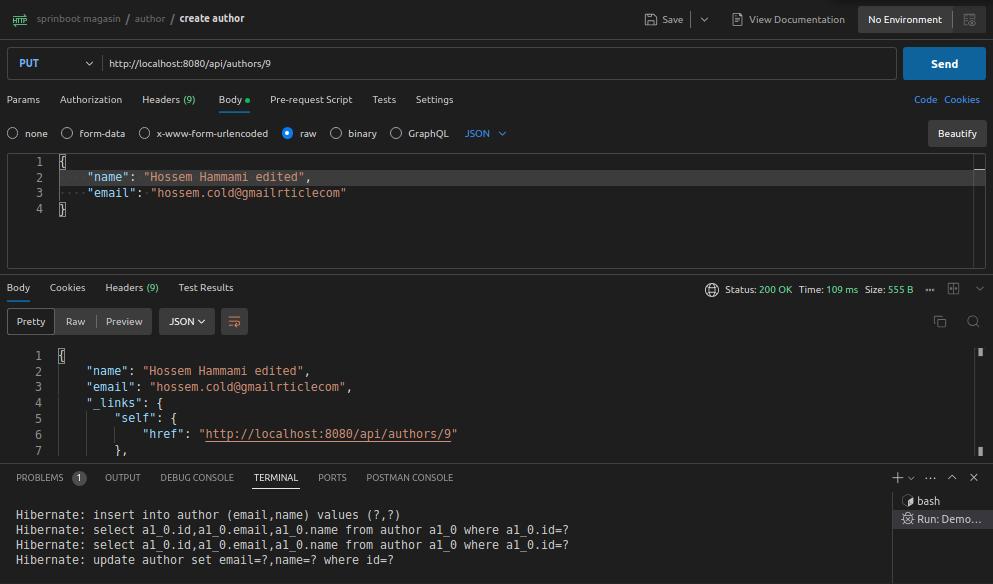 HTTP sprinboot magasin / author / create author Save View Documentation No Environment
PUT http://localhost:8080/api/authors/9 Send
Params Authorization Headers (9) Body Pre-request Script Tests Settings Code Cookies
none form-data x-www-form-urlencoded raw binary GraphQL JSON Beautify
1 {
2 "name": "Hossem Hammami edited",
3 "email": "hossem.cold@gmailrticlecom"
4 }
Body Cookies Headers (9) Test Results Status: 200 OK Time: 109 ms Size: 555 B
Pretty Raw Preview JSON
1 {
2 "name": "Hossem Hammami edited",
3 "email": "hossem.cold@gmailrticlecom",
4 "_links": {
5 "self": {
6 "href": "http://localhost:8080/api/authors/9"
7 },
PROBLEMS 1 OUTPUT DEBUG CONSOLE TERMINAL PORTS POSTMAN CONSOLE
bash
Run: Demo...
Hibernate: insert into author (email,name) values (?,?)
Hibernate: select a1_0.id,a1_0.email,a1_0.name from author a1_0 where a1_0.id=?
Hibernate: select a1_0.id,a1_0.email,a1_0.name from author a1_0 where a1_0.id=?
Hibernate: update author set email=?,name=? where id=?